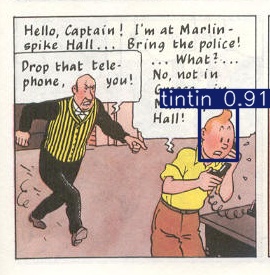 Hello, Captain! I'm at Marlin-
spike Hall... Bring the police!
... What?...
No, not in
Hall!
Drop that tele-
phone, you!
tintin 0.91